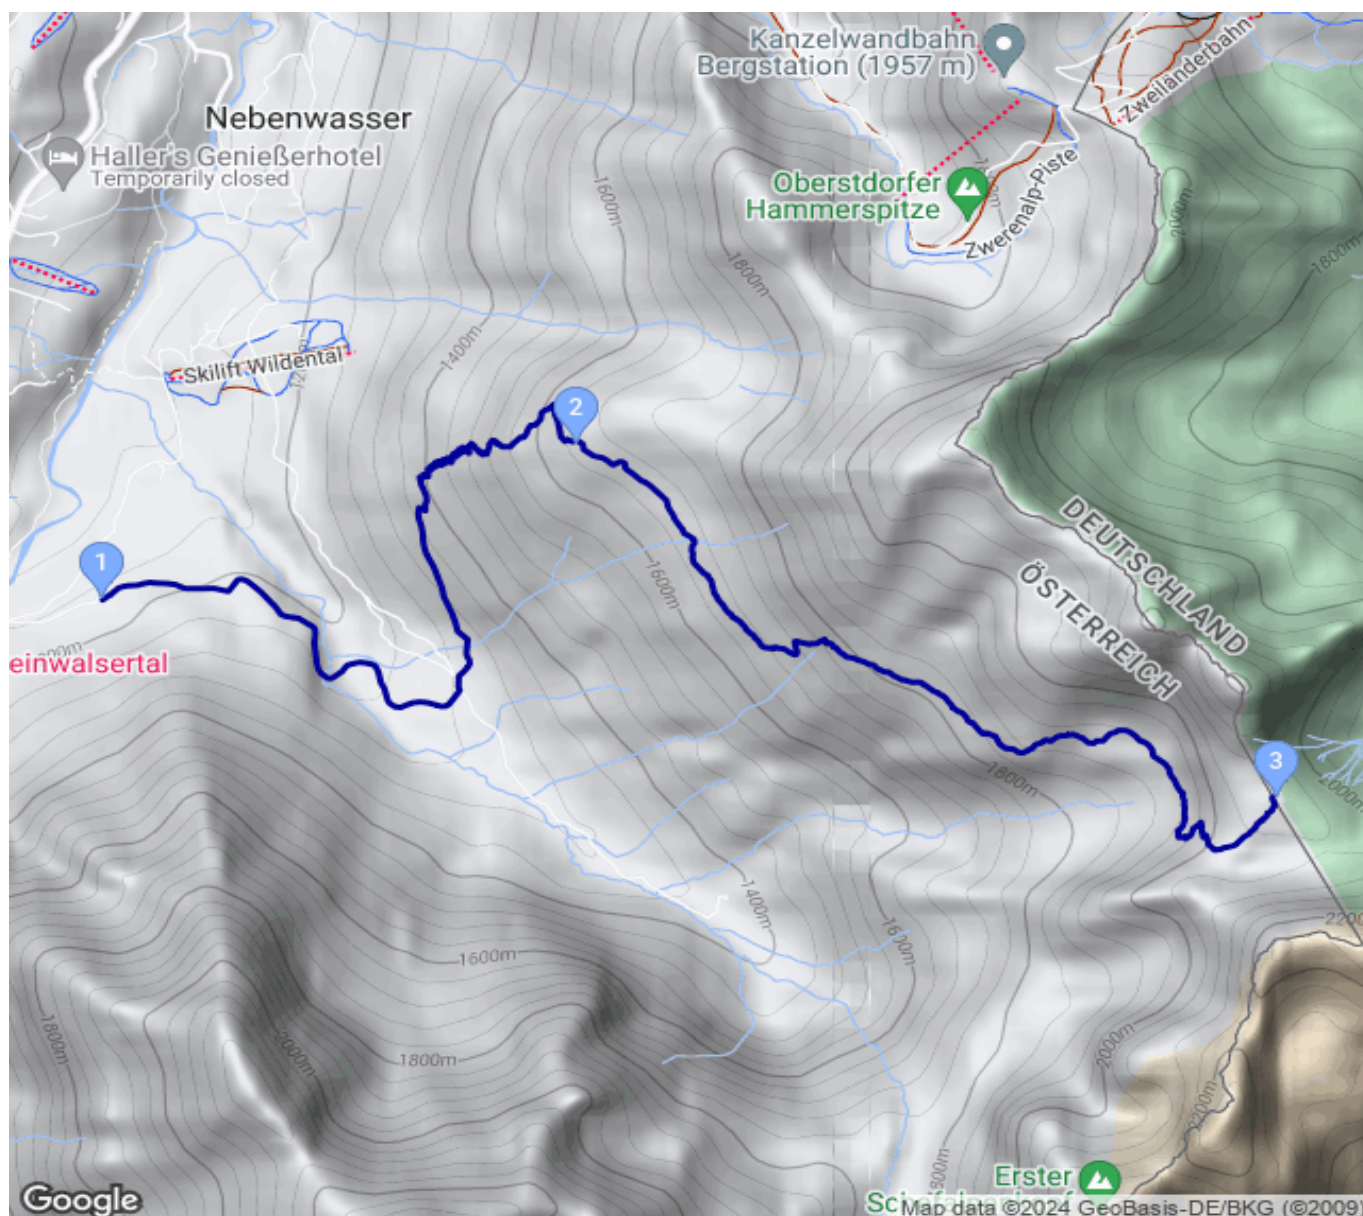 Kanzelwandbahn
Bergstation (1957 m)
Zweiländerbahn
Nebenwasser
Haller's Genießerhotel
Temporarily closed
1600m
Oberstdorfer
Hammerspitze
Zwerenalp-Piste
2000m
1800m
1800m
1400m
Skilift Wildental
2
DEUTSCHLAND
ÖSTERREICH
1
1600m
einwalsertal
3
1800m
2000m
1400m
1600m
1600m
1800m
2000m
1800m
2000m
2200m
1800m
Erster
Google
Map data ©2024 GeoBasis-DE/BKG (©2009)